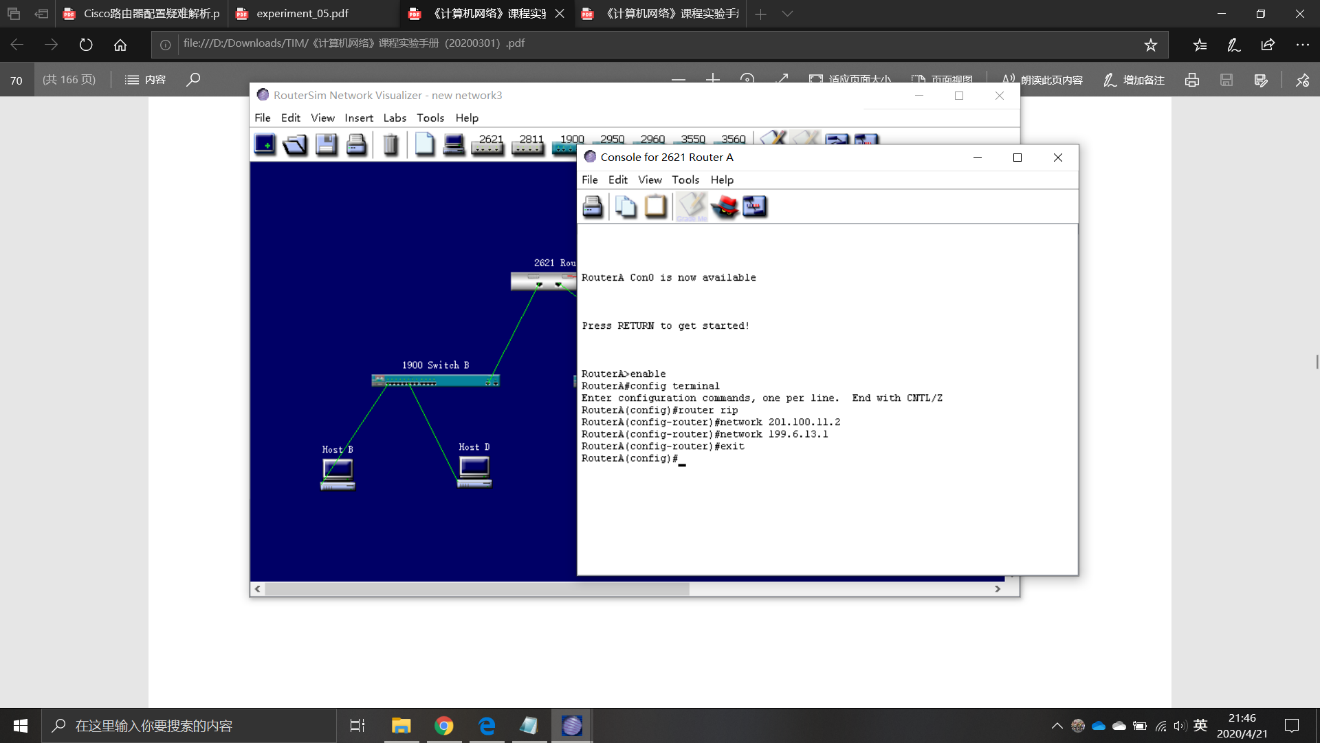 Cisco路由器配置疑难解析.p
experiment_05.pdf
《计算机网络》课程实验
《计算机网络》课程实验手册
file:///D:/Downloads/TIM/《计算机网络》课程实验手册（20200301）.pdf
70 (共 166 页) 内容 适应页面大小 页面视图 朗读此页内容 增加备注
RouterSim Network Visualizer - new network3
File Edit View Insert Labs Tools Help
2621 2811 1900 2950 2960 3550 3560
Console for 2621 Router A
File Edit View Tools Help
2621 Rou
1900 Switch B
Host B
Host D
RouterA Con0 is now available
Press RETURN to get started!
RouterA>enable
RouterA#config terminal
Enter configuration commands, one per line.  End with CNTL/Z
RouterA(config)#router rip
RouterA(config-router)#network 201.100.11.2
RouterA(config-router)#network 199.6.13.1
RouterA(config-router)#exit
RouterA(config)#_
在这里输入你要搜索的内容
英
21:46
2020/4/21